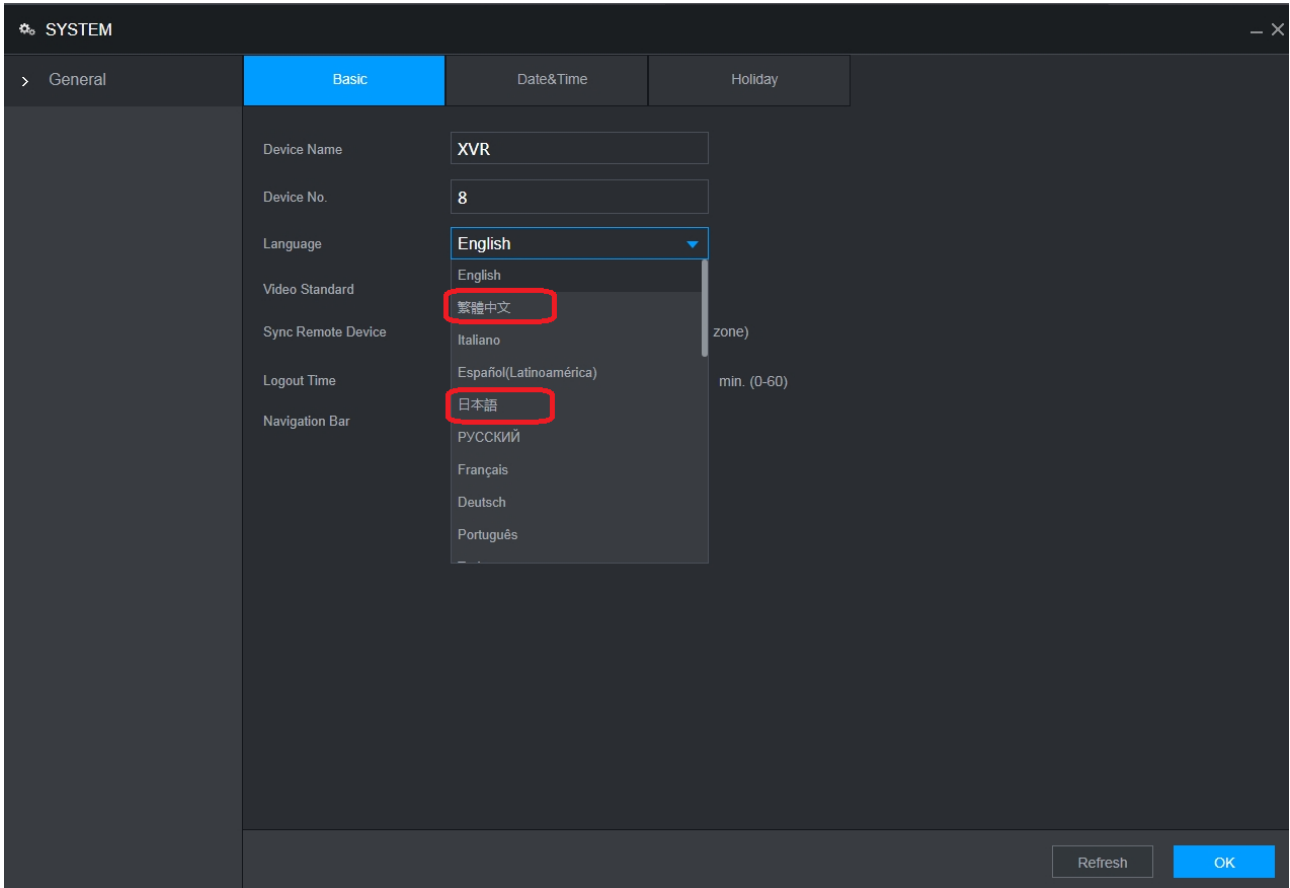 SYSTEM
General
Basic
Date&Time
Holiday
Device Name
XVR
Device No.
8
Language
English
English
Video Standard
繁體中文
Sync Remote Device
Italiano
zone)
Español(Latinoamérica)
Logout Time
min. (0-60)
日本語
Navigation Bar
РУССКИЙ
Français
Deutsch
Português
Refresh
OK